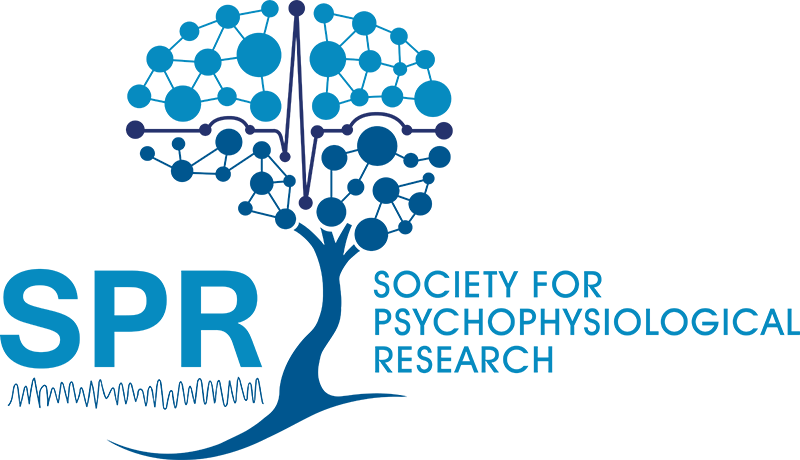 SPR
SOCIETY FOR
PSYCHOPHYSIOLOGICAL
RESEARCH